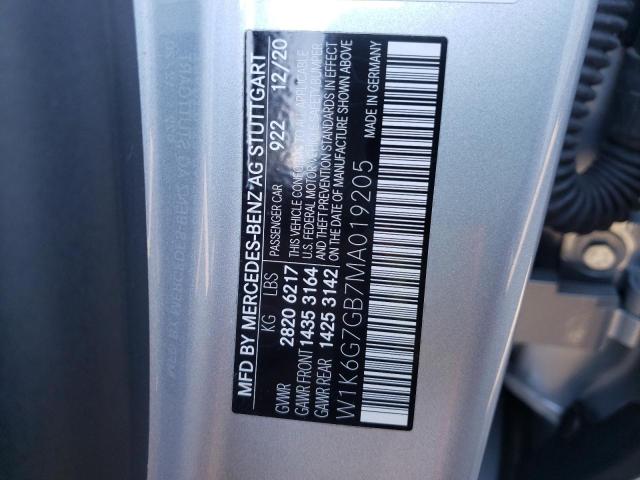 MFD BY MERCEDES-BENZ AG STUTTGART
KG LBS PASSENGER CAR 922 12/20
GVWR 2820 6217 THIS VEHICLE CONFORMS TO ALL APPLICABLE
U.S. FEDERAL MOTOR VEHICLE SAFETY, BUMPER
GAWR FRONT 1435 3164 AND THEFT PREVENTION STANDARDS IN EFFECT
GAWR REAR 1425 3142 ON THE DATE OF MANUFACTURE SHOWN ABOVE
W1K6G7GB7MA019205 MADE IN GERMANY